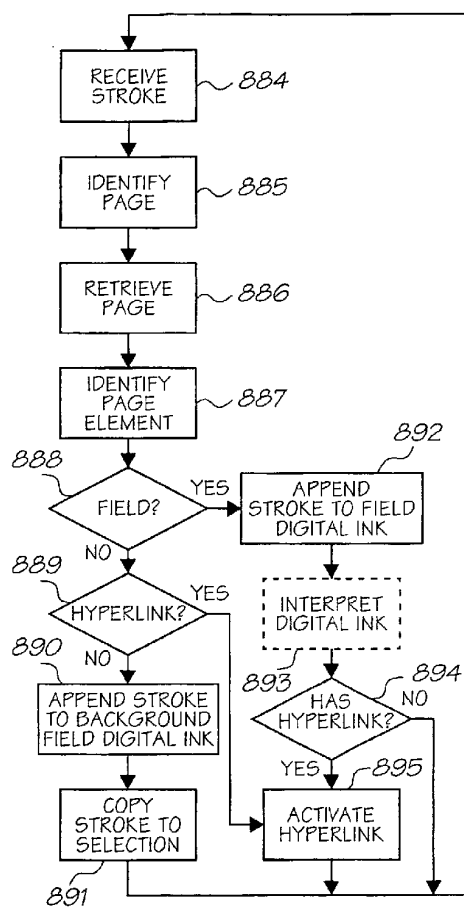 RECEIVE
STROKE
884
IDENTIFY
PAGE
885
RETRIEVE
PAGE
886
IDENTIFY
PAGE
ELEMENT
887
888
FIELD?
YES
NO
892
APPEND
STROKE TO FIELD
DIGITAL INK
889
HYPERLINK?
YES
NO
INTERPRET
DIGITAL INK
893
890
APPEND STROKE
TO BACKGROUND
FIELD DIGITAL INK
894
HAS
HYPERLINK?
NO
YES
895
COPY
STROKE TO
SELECTION
891
ACTIVATE
HYPERLINK